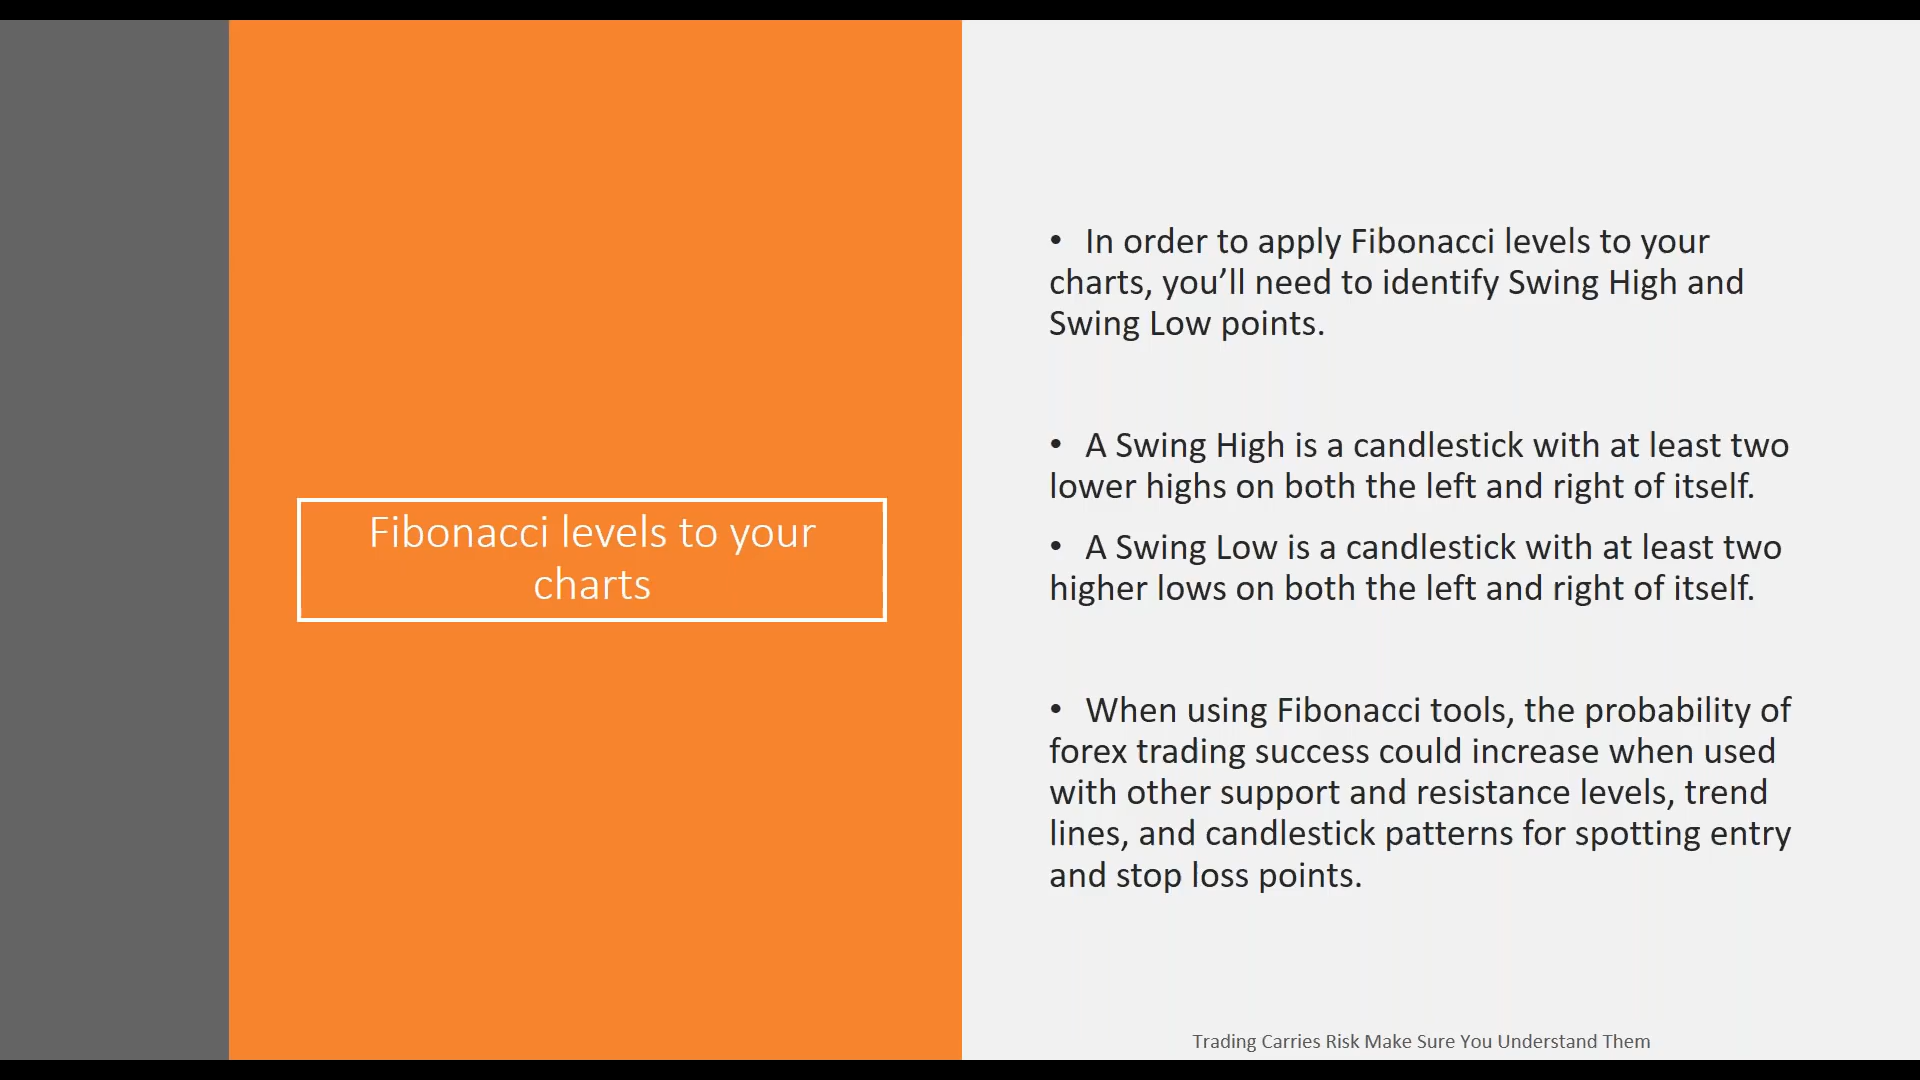 Fibonacci levels to your
charts
• In order to apply Fibonacci levels to your
charts, you’ll need to identify Swing High and
Swing Low points.
• A Swing High is a candlestick with at least two
lower highs on both the left and right of itself.
• A Swing Low is a candlestick with at least two
higher lows on both the left and right of itself.
• When using Fibonacci tools, the probability of
forex trading success could increase when used
with other support and resistance levels, trend
lines, and candlestick patterns for spotting entry
and stop loss points.
Trading Carries Risk Make Sure You Understand Them